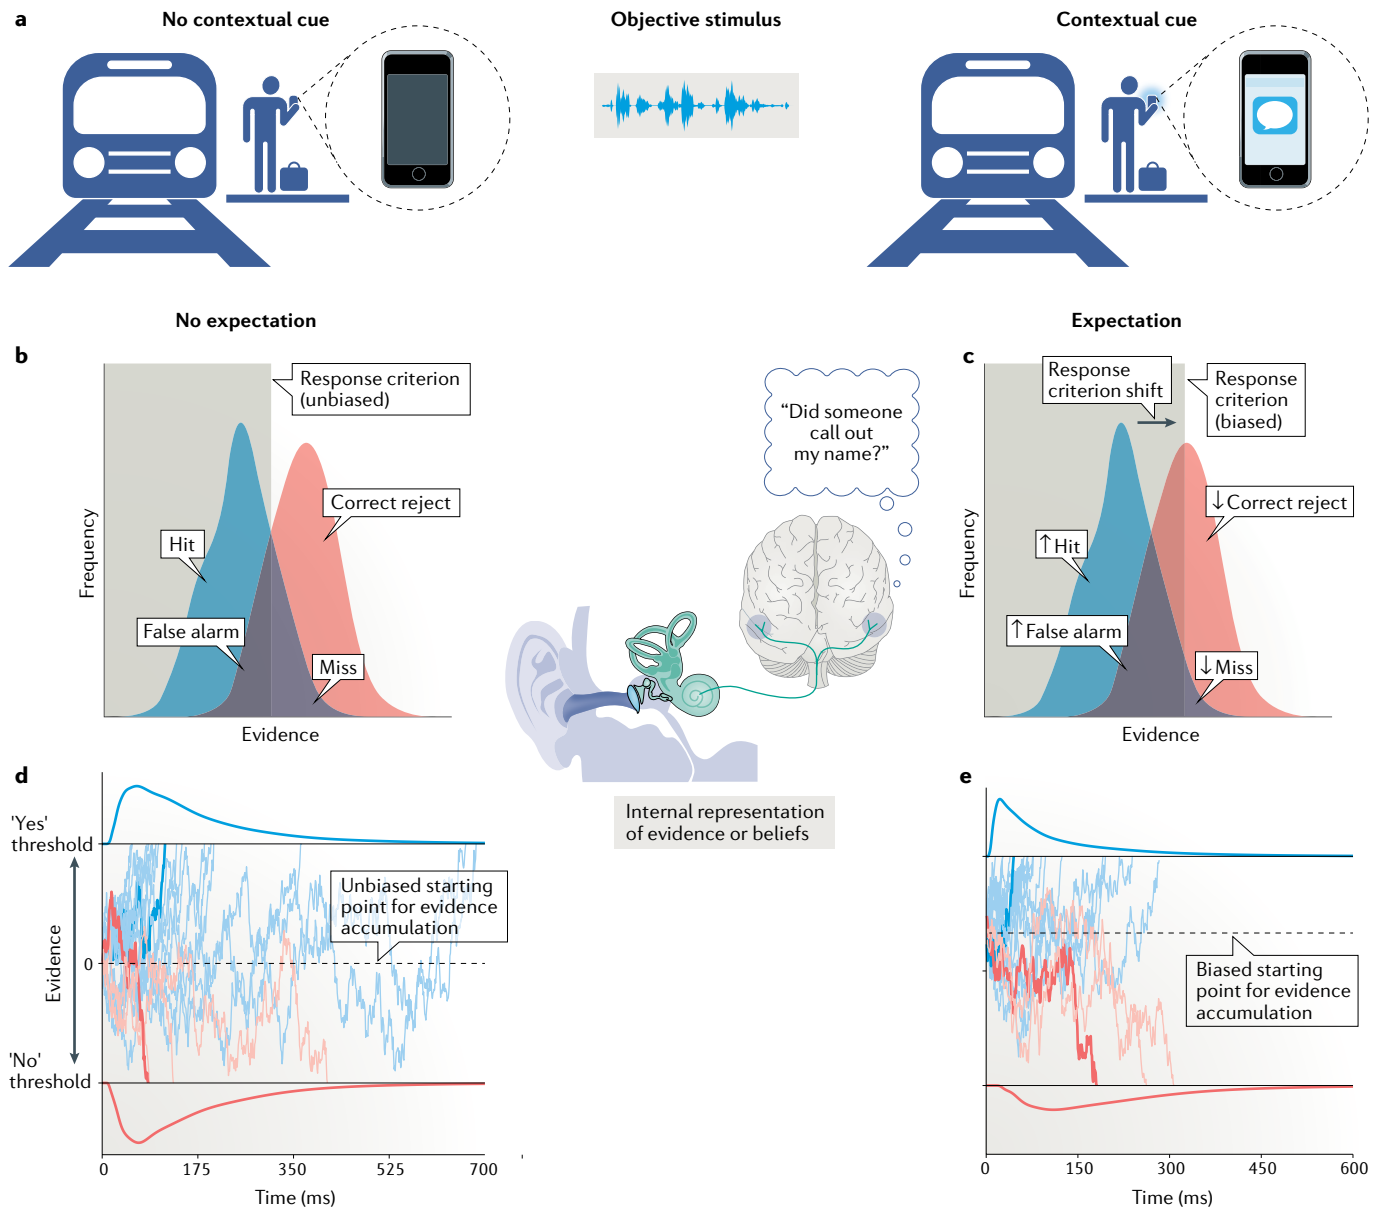 a
No contextual cue
Objective stimulus
Contextual cue
No expectation
Expectation
b
Response criterion
(unbiased)
Correct reject
Hit
False alarm
Miss
Frequency
Evidence
“Did someone
call out
my name?”
Internal representation
of evidence or beliefs
c
Response
criterion shift
Response
criterion
(biased)
↓Correct reject
↑Hit
↑False alarm
↓Miss
Frequency
Evidence
d
'Yes'
threshold
Evidence
0
'No'
threshold
Unbiased starting
point for evidence
accumulation
0 175 350 525 700
Time (ms)
e
Biased starting
point for evidence
accumulation
0 150 300 450 600
Time (ms)